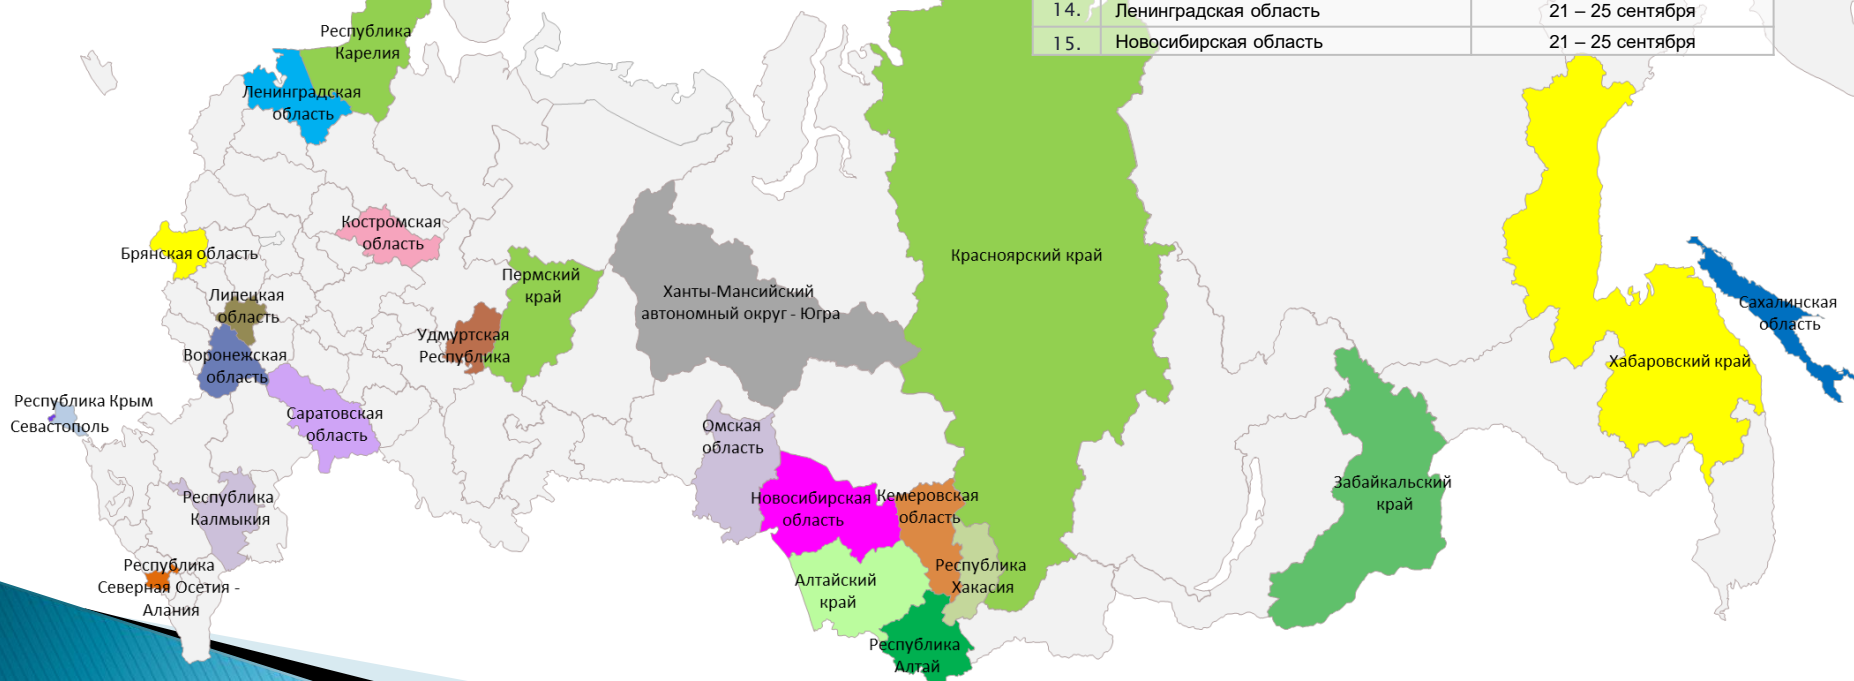 14. Ленинградская область 21 – 25 сентября
15. Новосибирская область 21 – 25 сентября
Республика
Карелия
Ленинградская
область
Костромская
область
Брянская область
Красноярский край
Пермский
край
Липецкая
область
Ханты-Мансийский
автономный округ - Югра
Сахалинская
область
Удмуртская
Республика
Воронежская
область
Хабаровский край
Республика Крым
Севастополь
Саратовская
область
Омская
область
Забайкальский
край
Республика
Калмыкия
Новосибирская
область
Кемеровская
область
Республика
Северная Осетия -
Алания
Алтайский
край
Республика
Хакасия
Республика
Алтай